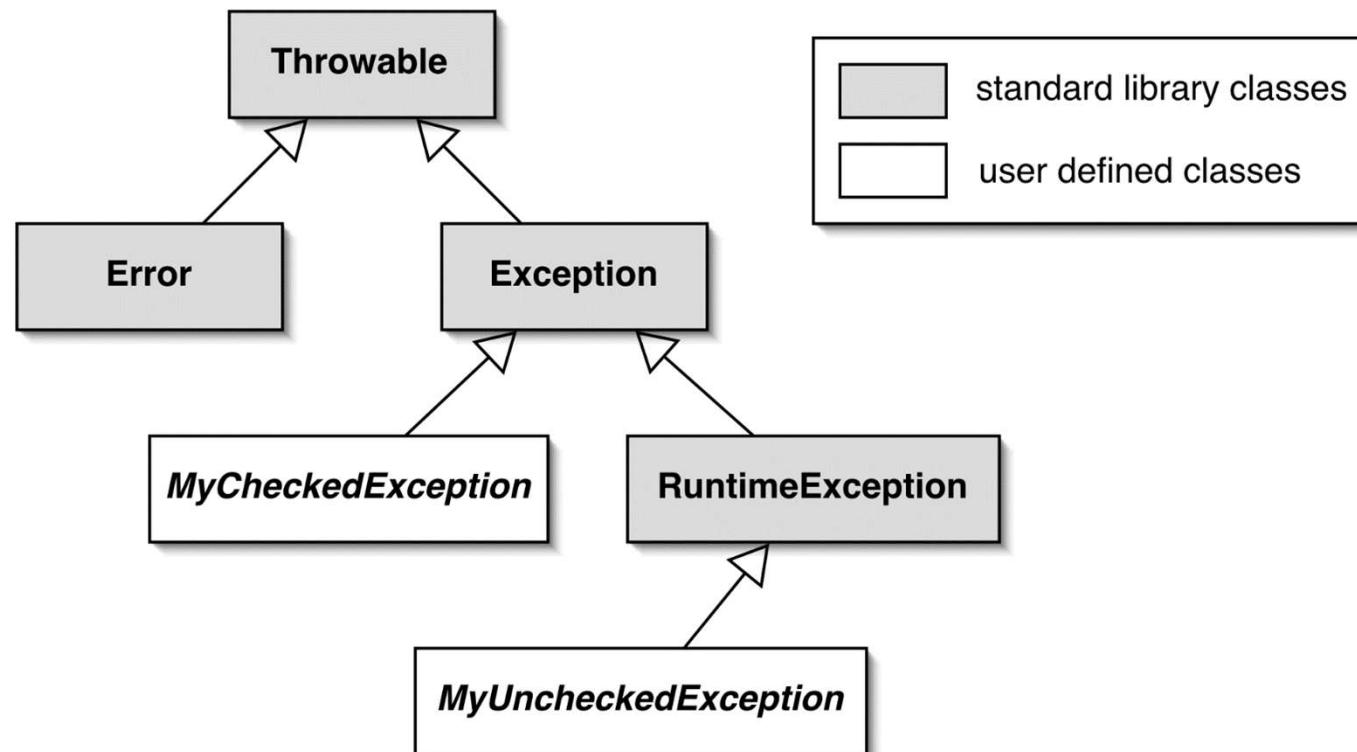 Throwable
standard library classes
user defined classes
Error
Exception
MyCheckedException
RuntimeException
MyUncheckedException